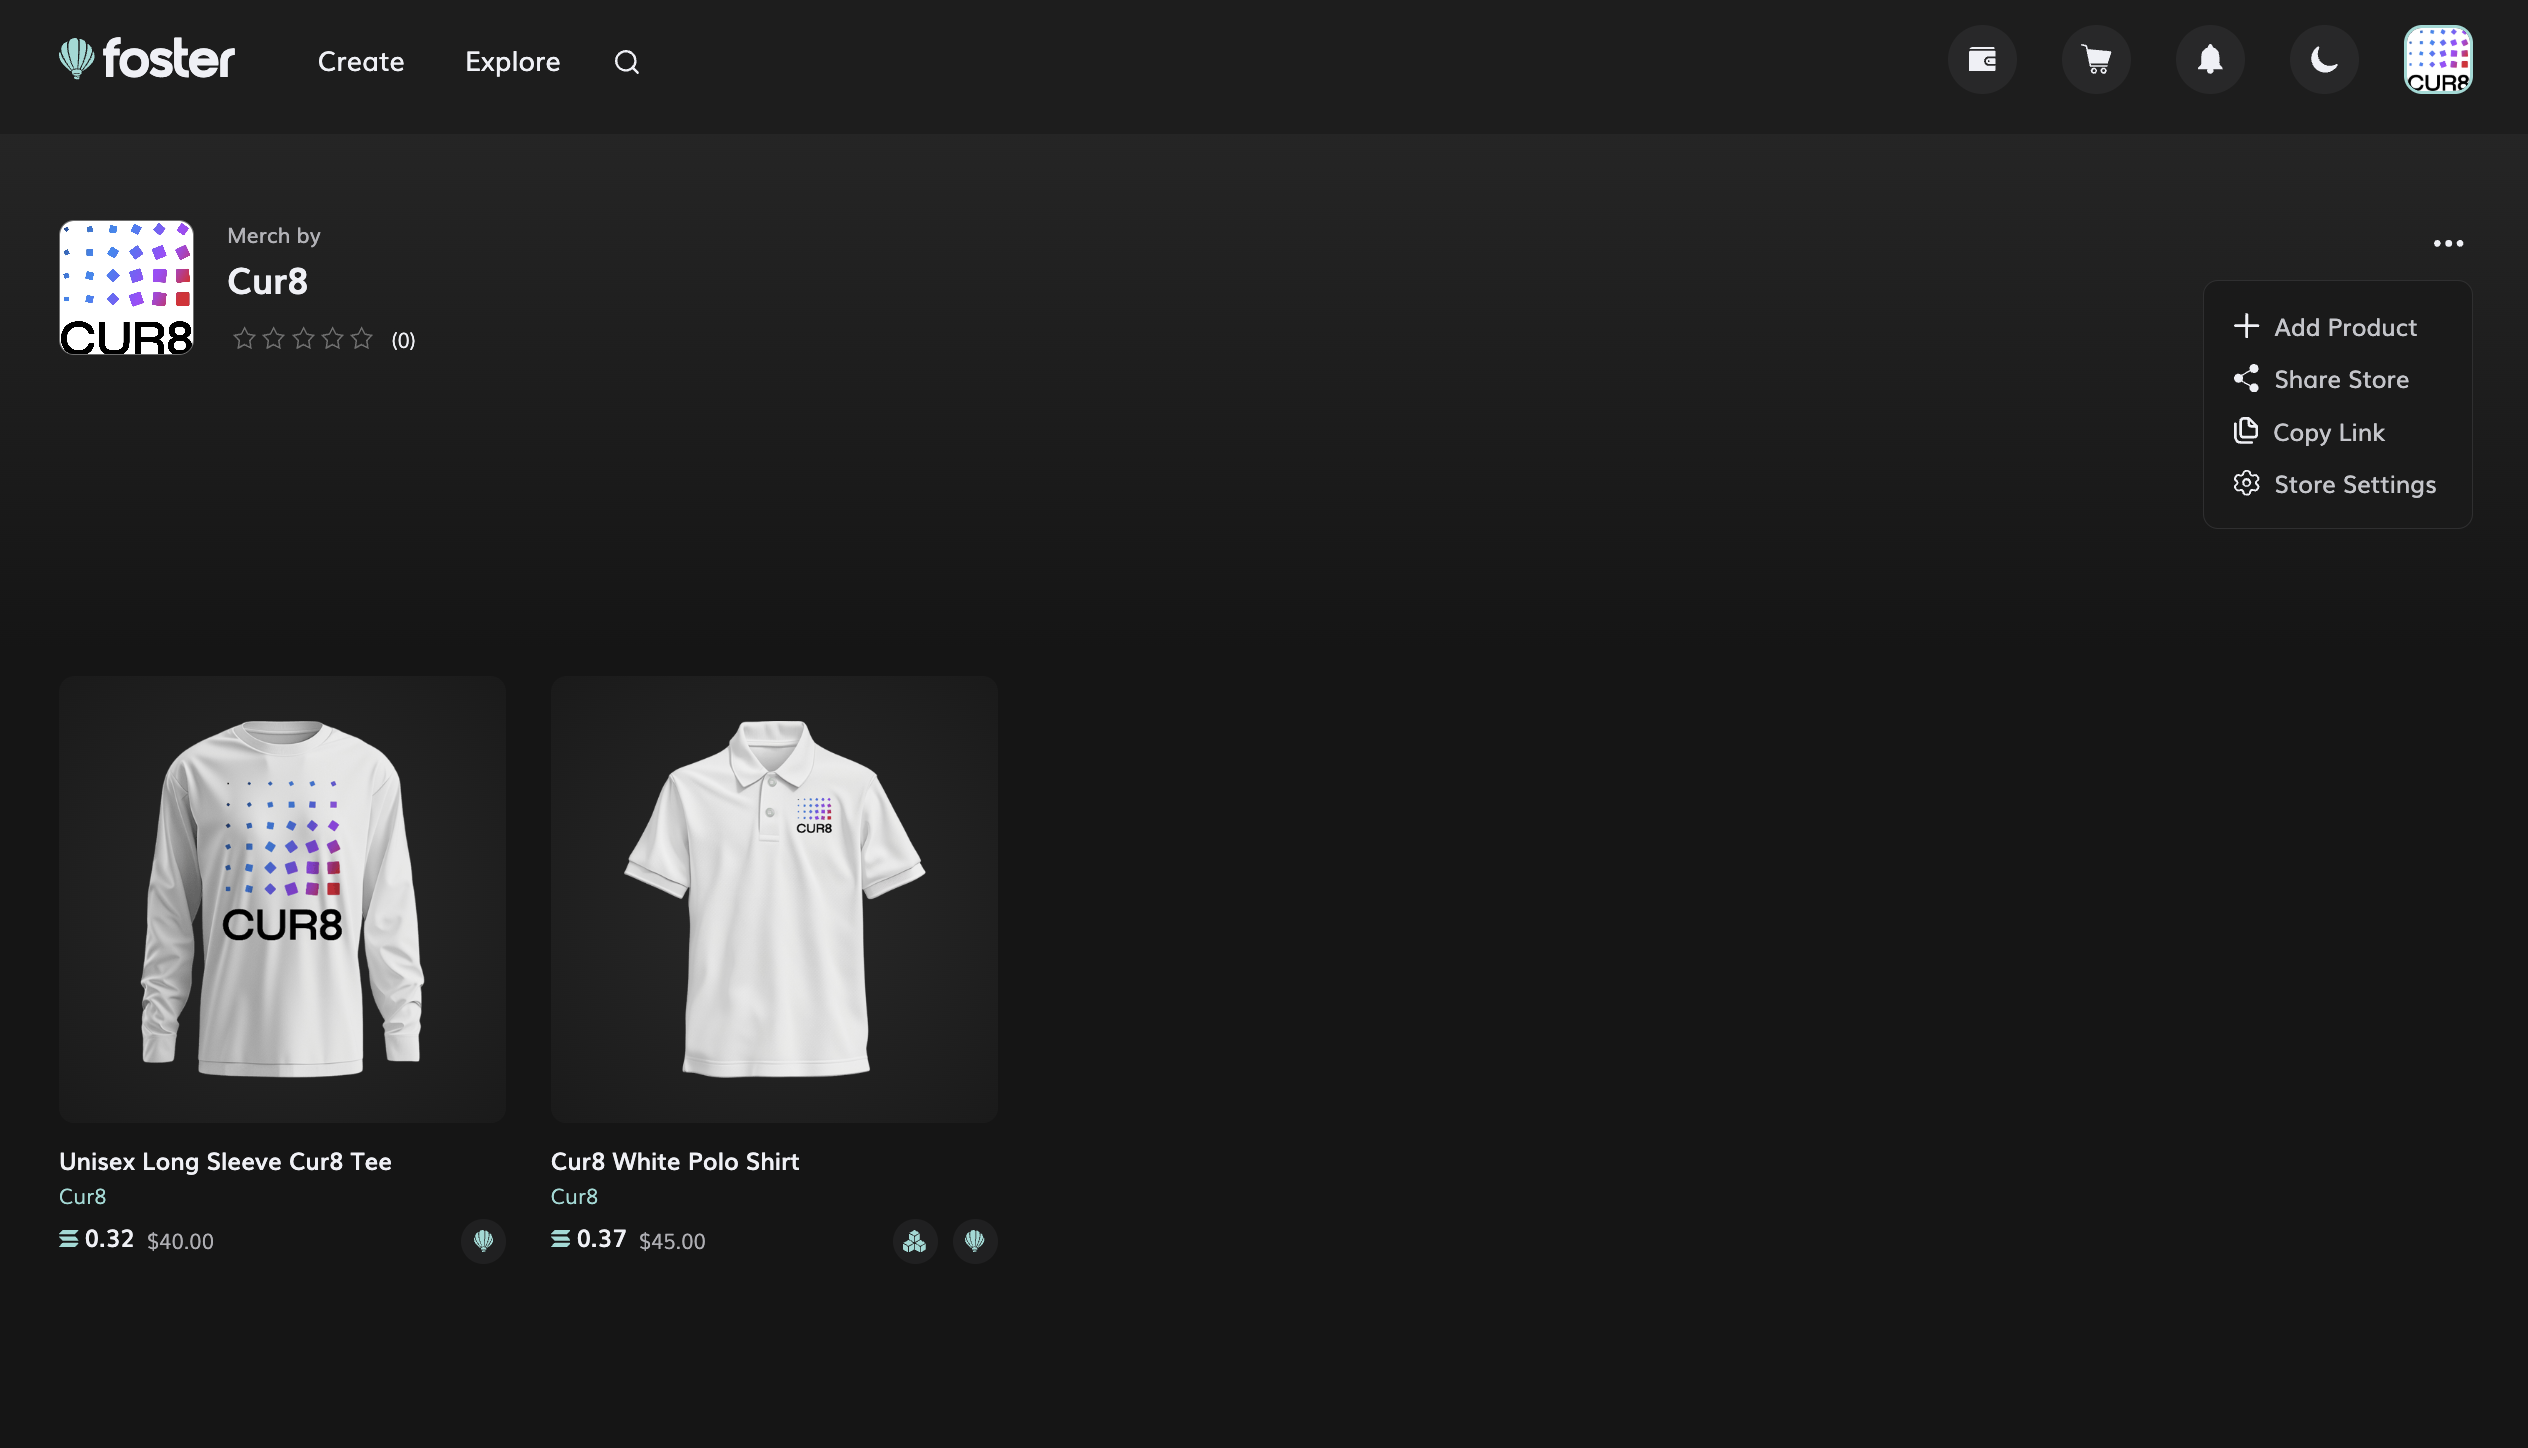 foster
Create
Explore
CUR8
Merch by
Cur8
(0)
CUR8
Add Product
Share Store
Copy Link
Store Settings
CUR8
CUR8
Unisex Long Sleeve Cur8 Tee
Cur8
0.32 $40.00
Cur8 White Polo Shirt
Cur8
0.37 $45.00